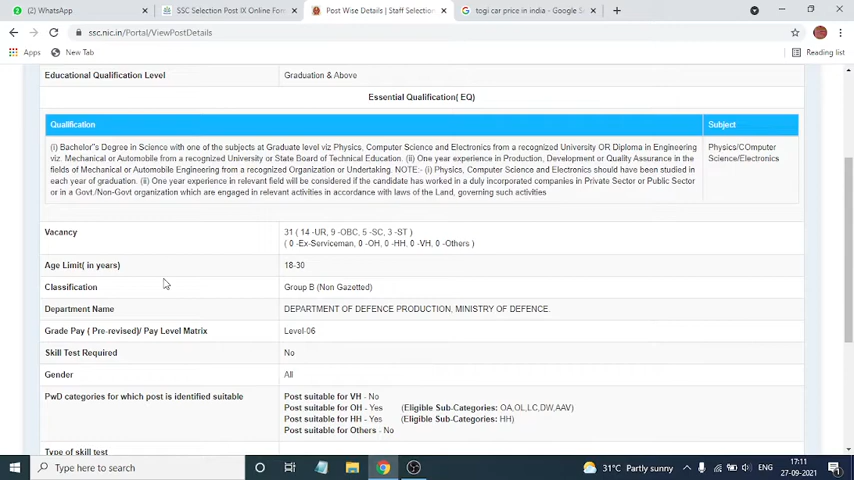 (2) WhatsApp
SSC Selection Post IX Online Form
Post Wise Details | Staff Selection
togi car price in india - Google S
ssc.nic.in/Portal/ViewPostDetails
Apps
New Tab
Reading list
Educational Qualification Level
Graduation & Above
Essential Qualification( EQ)
Qualification
Subject
(i) Bachelor"s Degree in Science with one of the subjects at Graduate level viz Physics, Computer Science and Electronics from a recognized University OR Diploma in Engineering
viz. Mechanical or Automobile from a recognized University or State Board of Technical Education. (ii) One year experience in Production, Development or Quality Assurance in the
fields of Mechanical or Automobile Engineering from a recognized Organization or Undertaking. NOTE:- (i) Physics, Computer Science and Electronics should have been studied in
each year of graduation. (ii) One year experience in relevant field will be considered if the candidate has worked in a duly incorporated companies in Private Sector or Public Sector
or in a Govt./Non-Govt organization which are engaged in relevant activities in accordance with laws of the Land, governing such activities
Physics/COmputer
Science/Electronics
Vacancy
31 ( 14 -UR, 9 -OBC, 5 -SC, 3 -ST )
( 0 -Ex-Serviceman, 0 -OH, 0 -HH, 0 -VH, 0 -Others )
Age Limit( in years)
18-30
Classification
Group B (Non Gazetted)
Department Name
DEPARTMENT OF DEFENCE PRODUCTION, MINISTRY OF DEFENCE.
Grade Pay ( Pre-revised)/ Pay Level Matrix
Level-06
Skill Test Required
No
Gender
All
PwD categories for which post is identified suitable
Post suitable for VH - No
Post suitable for OH - Yes (Eligible Sub-Categories: OA,OL,LC,DW,AAV)
Post suitable for HH - Yes (Eligible Sub-Categories: HH)
Post suitable for Others - No
Type of skill test
Type here to search
31°C Partly sunny
ENG
17:11
27-09-2021